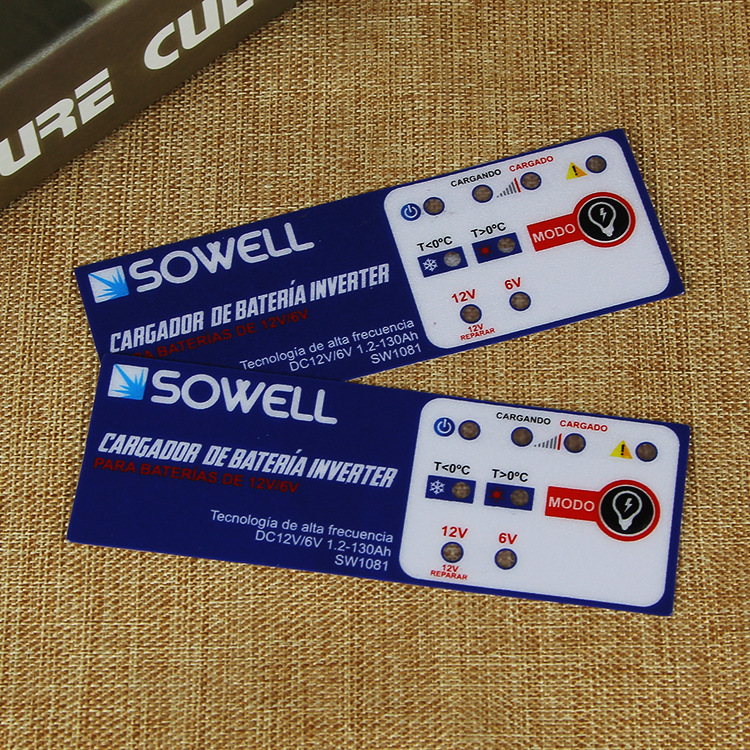 URE CUL
SOWELL
CARGADOR DE BATERÍA INVERTER
PARA BATERIAS DE 12V/6V
Tecnología de alta frecuencia
DC12V/6V 1.2-130Ah
SW1081
CARGANDO
CARGADO
T<0°C
T>0°C
MODO
12V
6V
12V
REPARAR
SOWELL
CARGADOR DE BATERÍA INVERTER
PARA BATERIAS DE 12V/6V
Tecnología de alta frecuencia
DC12V/6V 1.2-130Ah
SW1081
CARGANDO
CARGADO
T<0°C
T>0°C
MODO
12V
6V
12V
REPARAR